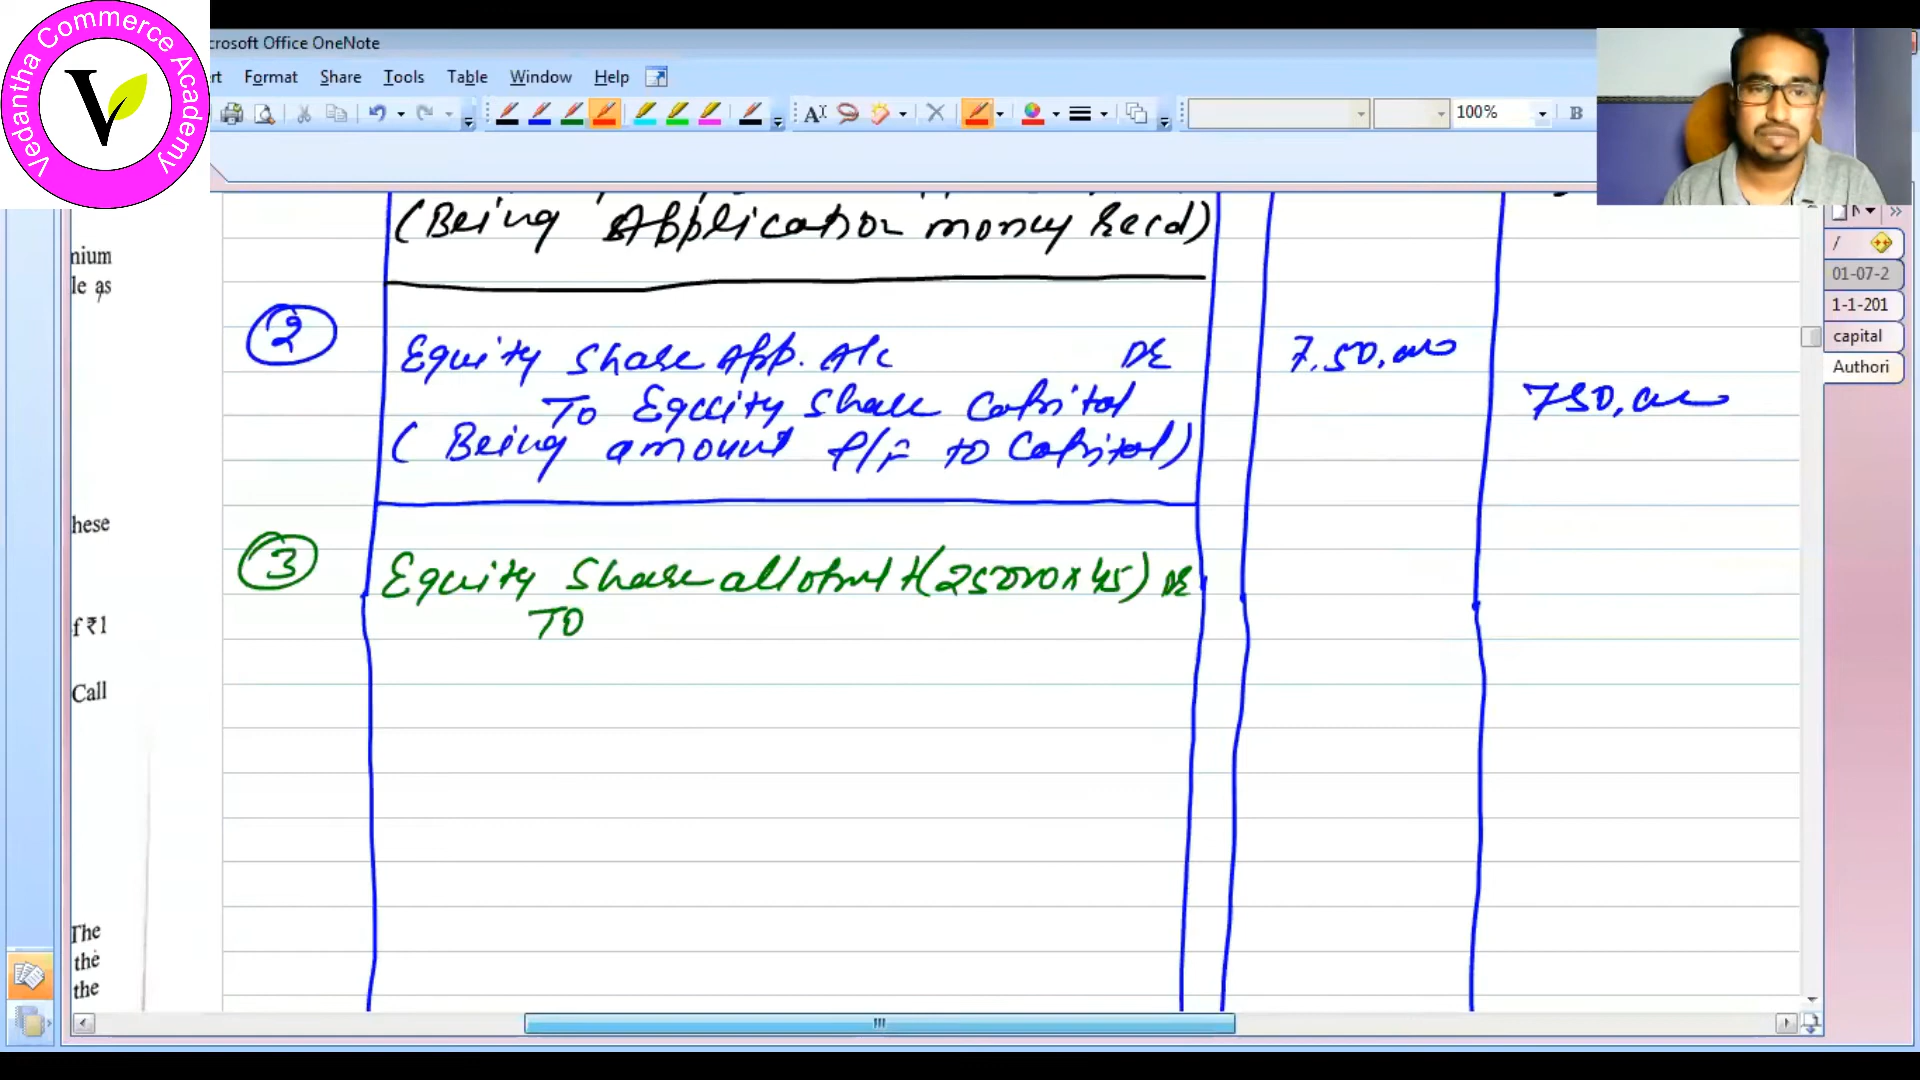 Vedantha Commerce Academy
V
crosoft Office OneNote
rt Format Share Tools Table Window Help
100% B
nium
le as
hese
f ₹1
Call
The
the
the
(Being Application money Recd)
2 Equity Share App. A/c Dr 7,50,000
To Equity Share Capital 750,000
(Being amount t/f to Capital)
3 Equity Share allotment (25000 x 45) Dr
To
/
01-07-2
1-1-201
capital
Authori